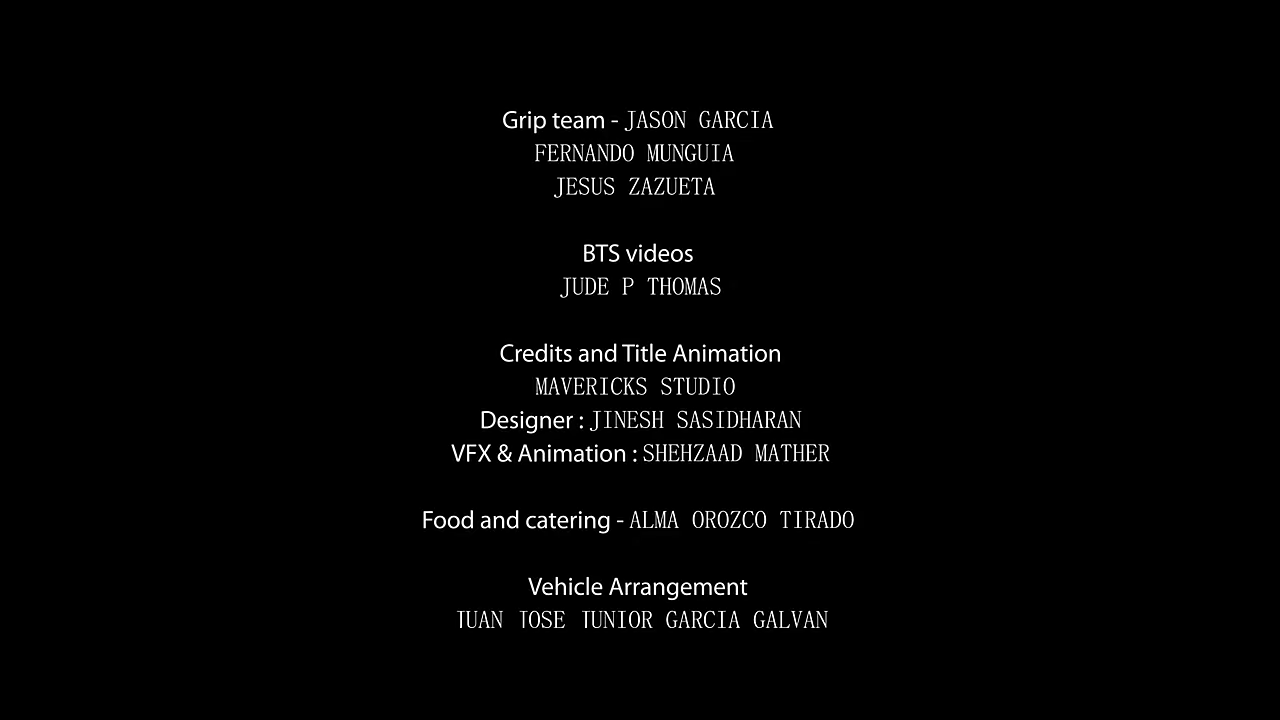 Grip team - JASON GARCIA
FERNANDO MUNGUIA
JESUS ZAZUETA
BTS videos
JUDE P THOMAS
Credits and Title Animation
MAVERICKS STUDIO
Designer : JINESH SASIDHARAN
VFX & Animation : SHEHZAAD MATHER
Food and catering - ALMA OROZCO TIRADO
Vehicle Arrangement
JUAN JOSE JUNIOR GARCIA GALVAN